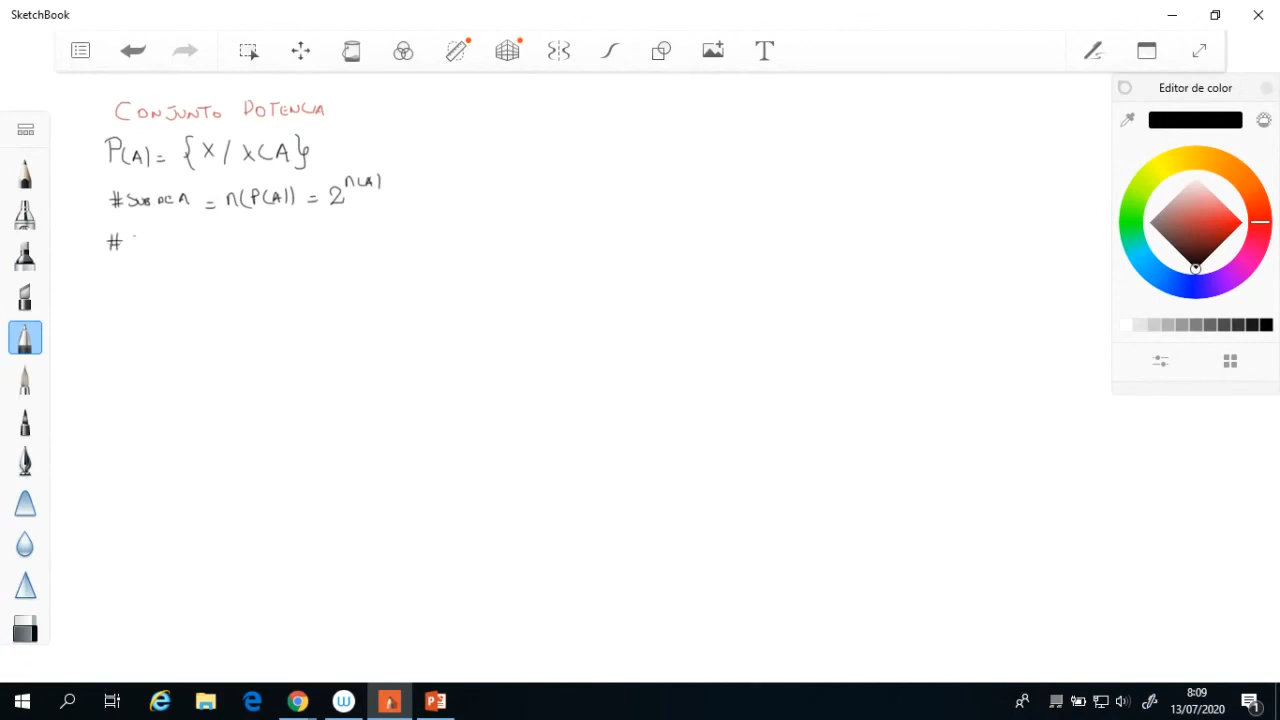 SketchBook
CONJUNTO POTENCIA
P(A) = {X / X⊂A}
#SUB DE A = n(P(A)) = 2^n(A)
#
Editor de color
8:09
13/07/2020